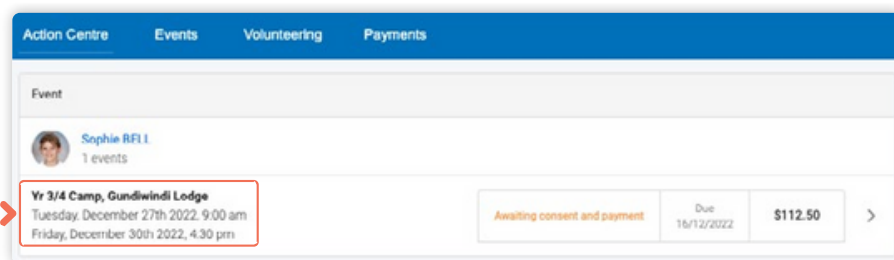 Action Centre Events Volunteering Payments
Event
Sophie BELL
1 events
Yr 3/4 Camp, Gundiwindi Lodge
Tuesday, December 27th 2022, 9:00 am
Friday, December 30th 2022, 4.30 pm
Awaiting consent and payment
Due
16/12/2022
$112.50